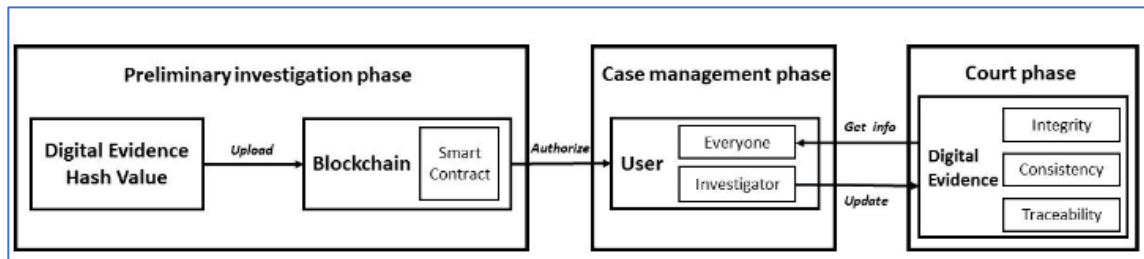 Preliminary investigation phase
Digital Evidence
Hash Value
Upload
Blockchain
Smart
Contract
Authorize
Case management phase
User
Everyone
Investigator
Get info
Update
Court phase
Digital
Evidence
Integrity
Consistency
Traceability